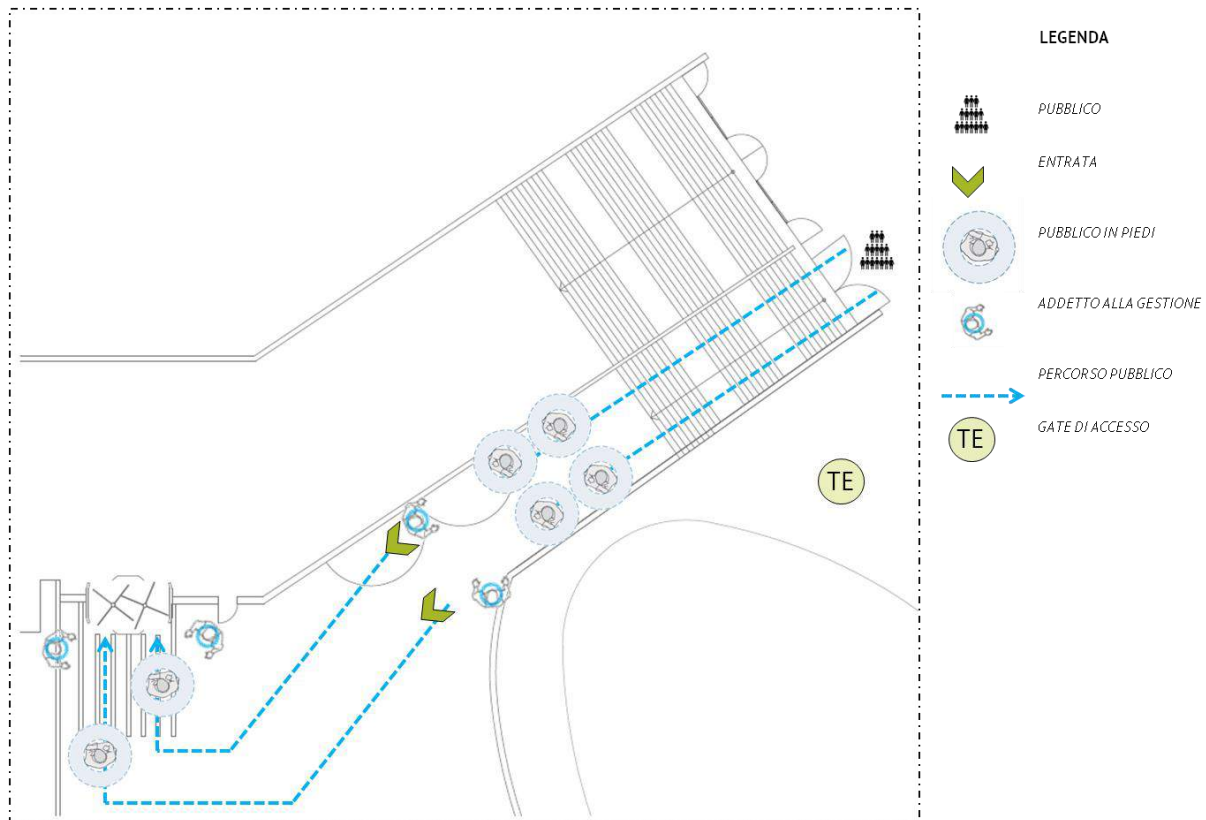 LEGENDA
PUBBLICO
ENTRATA
PUBBLICO IN PIEDI
ADDETTO ALLA GESTIONE
PERCORSO PUBBLICO
TE
GATE DI ACCESSO
TE